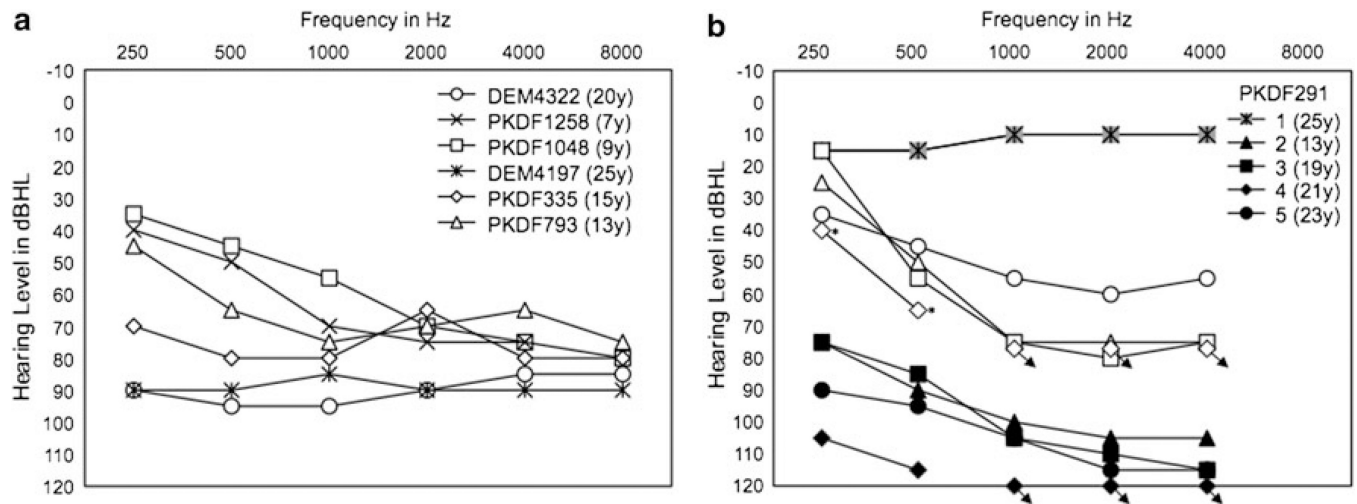 a
Frequency in Hz
250 500 1000 2000 4000 8000
Hearing Level in dBHL
-10
0
10
20
30
40
50
60
70
80
90
100
110
120
DEM4322 (20y)
PKDF1258 (7y)
PKDF1048 (9y)
DEM4197 (25y)
PKDF335 (15y)
PKDF793 (13y)
b
Frequency in Hz
250 500 1000 2000 4000 8000
Hearing Level in dBHL
-10
0
10
20
30
40
50
60
70
80
90
100
110
120
PKDF291
1 (25y)
2 (13y)
3 (19y)
4 (21y)
5 (23y)
*
*